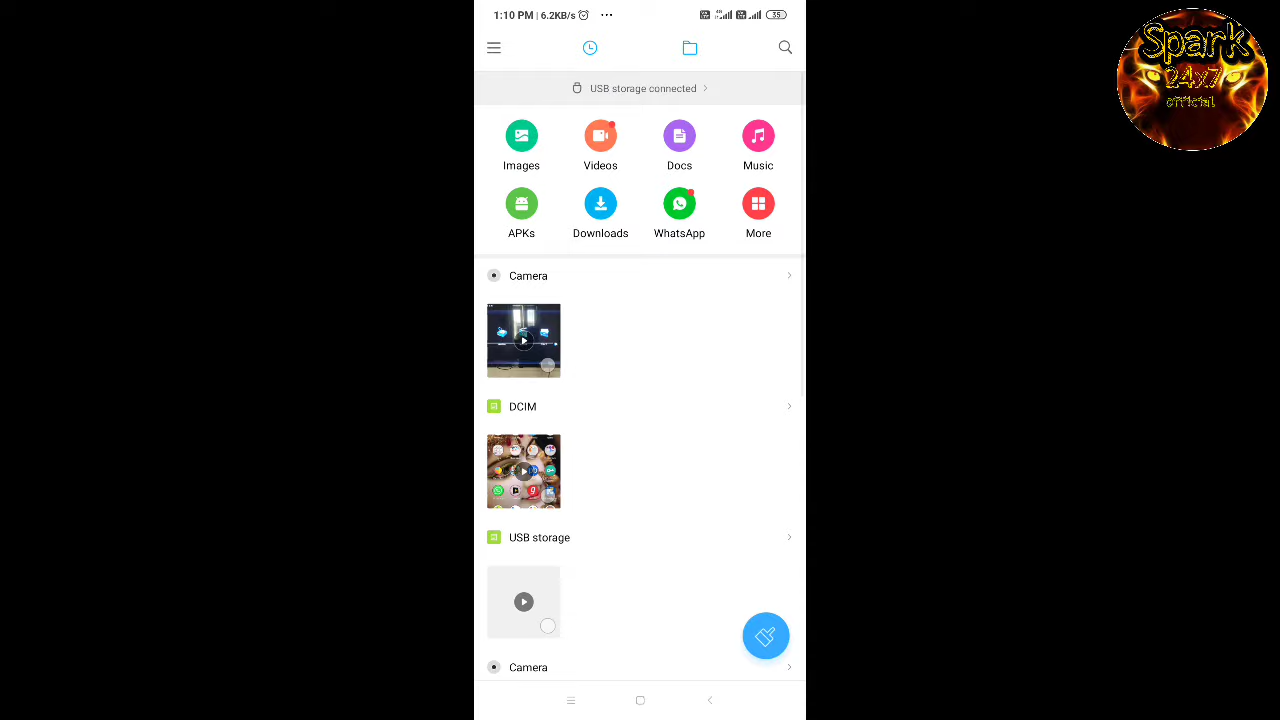 1:10 PM | 6.2KB/s
35
USB storage connected
Images
Videos
Docs
Music
APKs
Downloads
WhatsApp
More
Camera
DCIM
USB storage
Camera
Spark
24x7
official